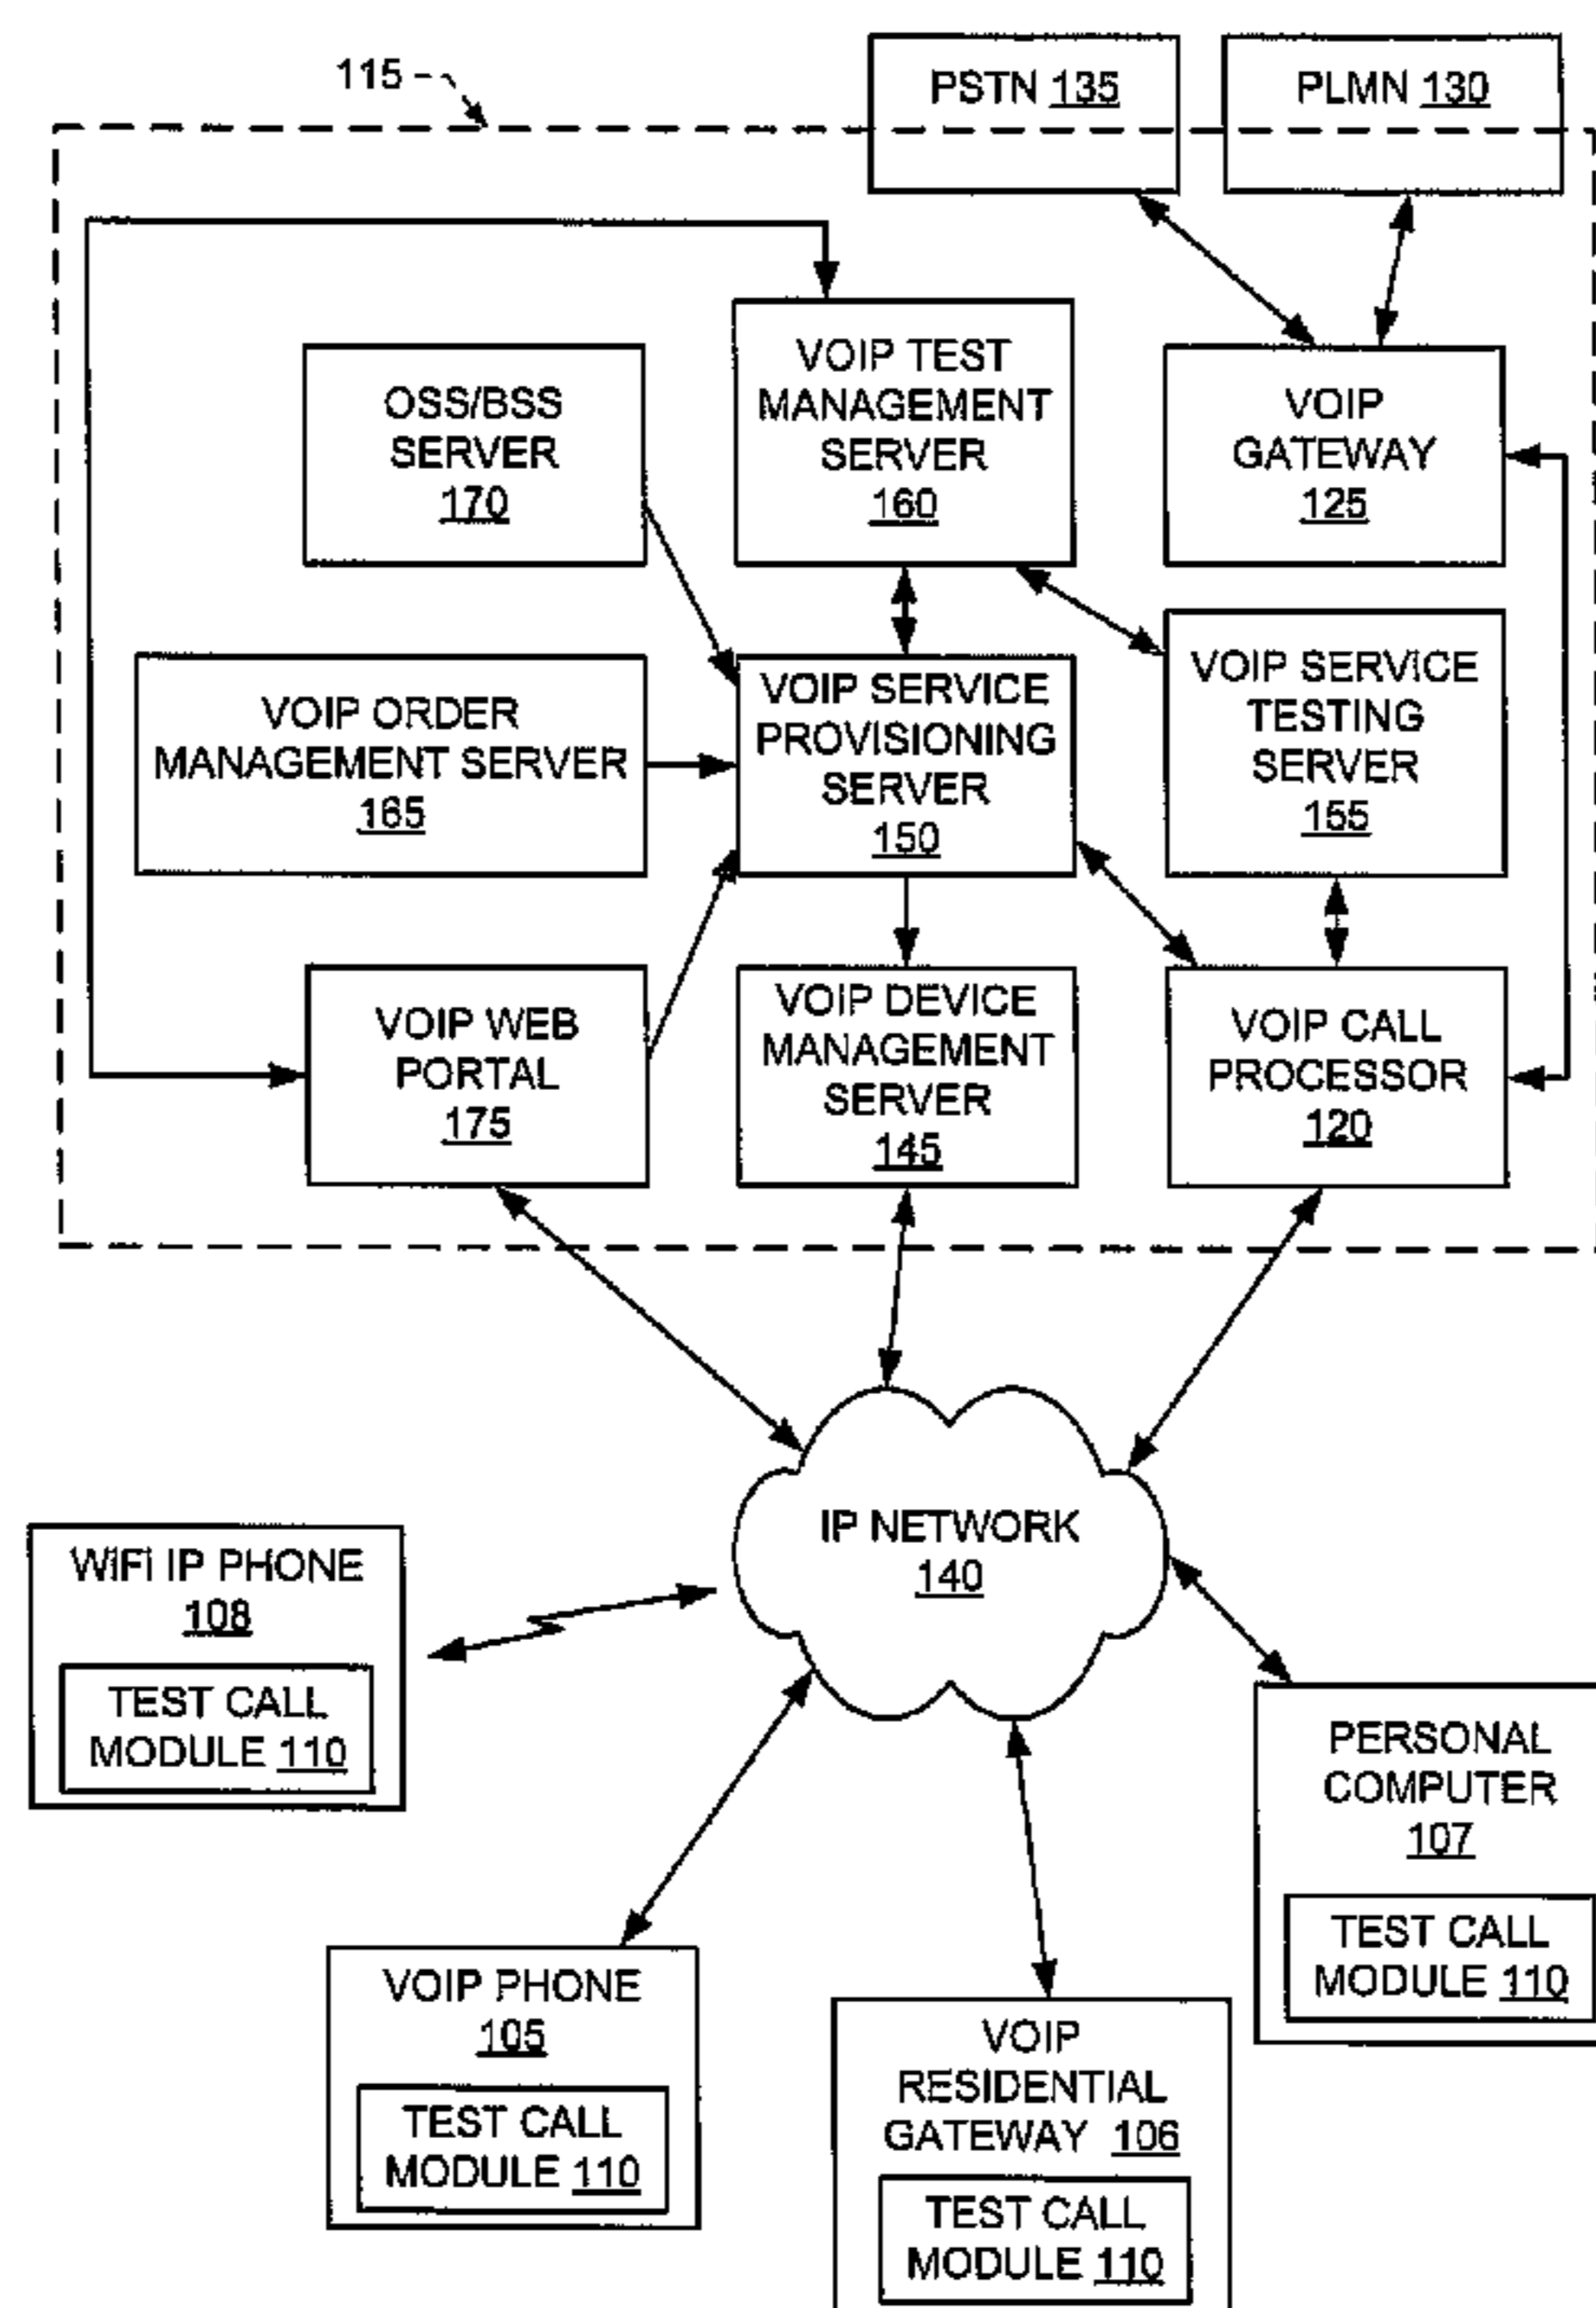 115
PSTN 135
PLMN 130
OSS/BSS
SERVER
170
VOIP TEST
MANAGEMENT
SERVER
160
VOIP
GATEWAY
125
VOIP ORDER
MANAGEMENT SERVER
165
VOIP SERVICE
PROVISIONING
SERVER
150
VOIP SERVICE
TESTING
SERVER
155
VOIP WEB
PORTAL
175
VOIP DEVICE
MANAGEMENT
SERVER
145
VOIP CALL
PROCESSOR
120
IP NETWORK
140
WiFi IP PHONE
108
TEST CALL
MODULE 110
PERSONAL
COMPUTER
107
TEST CALL
MODULE 110
VOIP PHONE
105
TEST CALL
MODULE 110
VOIP
RESIDENTIAL
GATEWAY 106
TEST CALL
MODULE 110